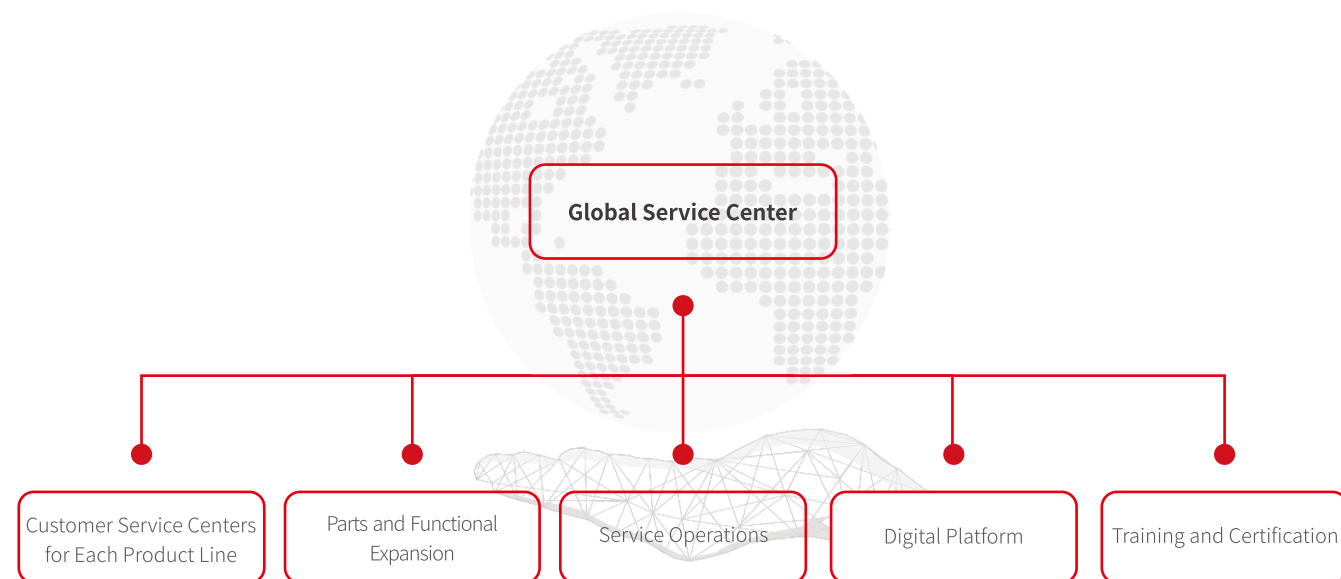 Global Service Center
Customer Service Centers
for Each Product Line
Parts and Functional
Expansion
Service Operations
Digital Platform
Training and Certification